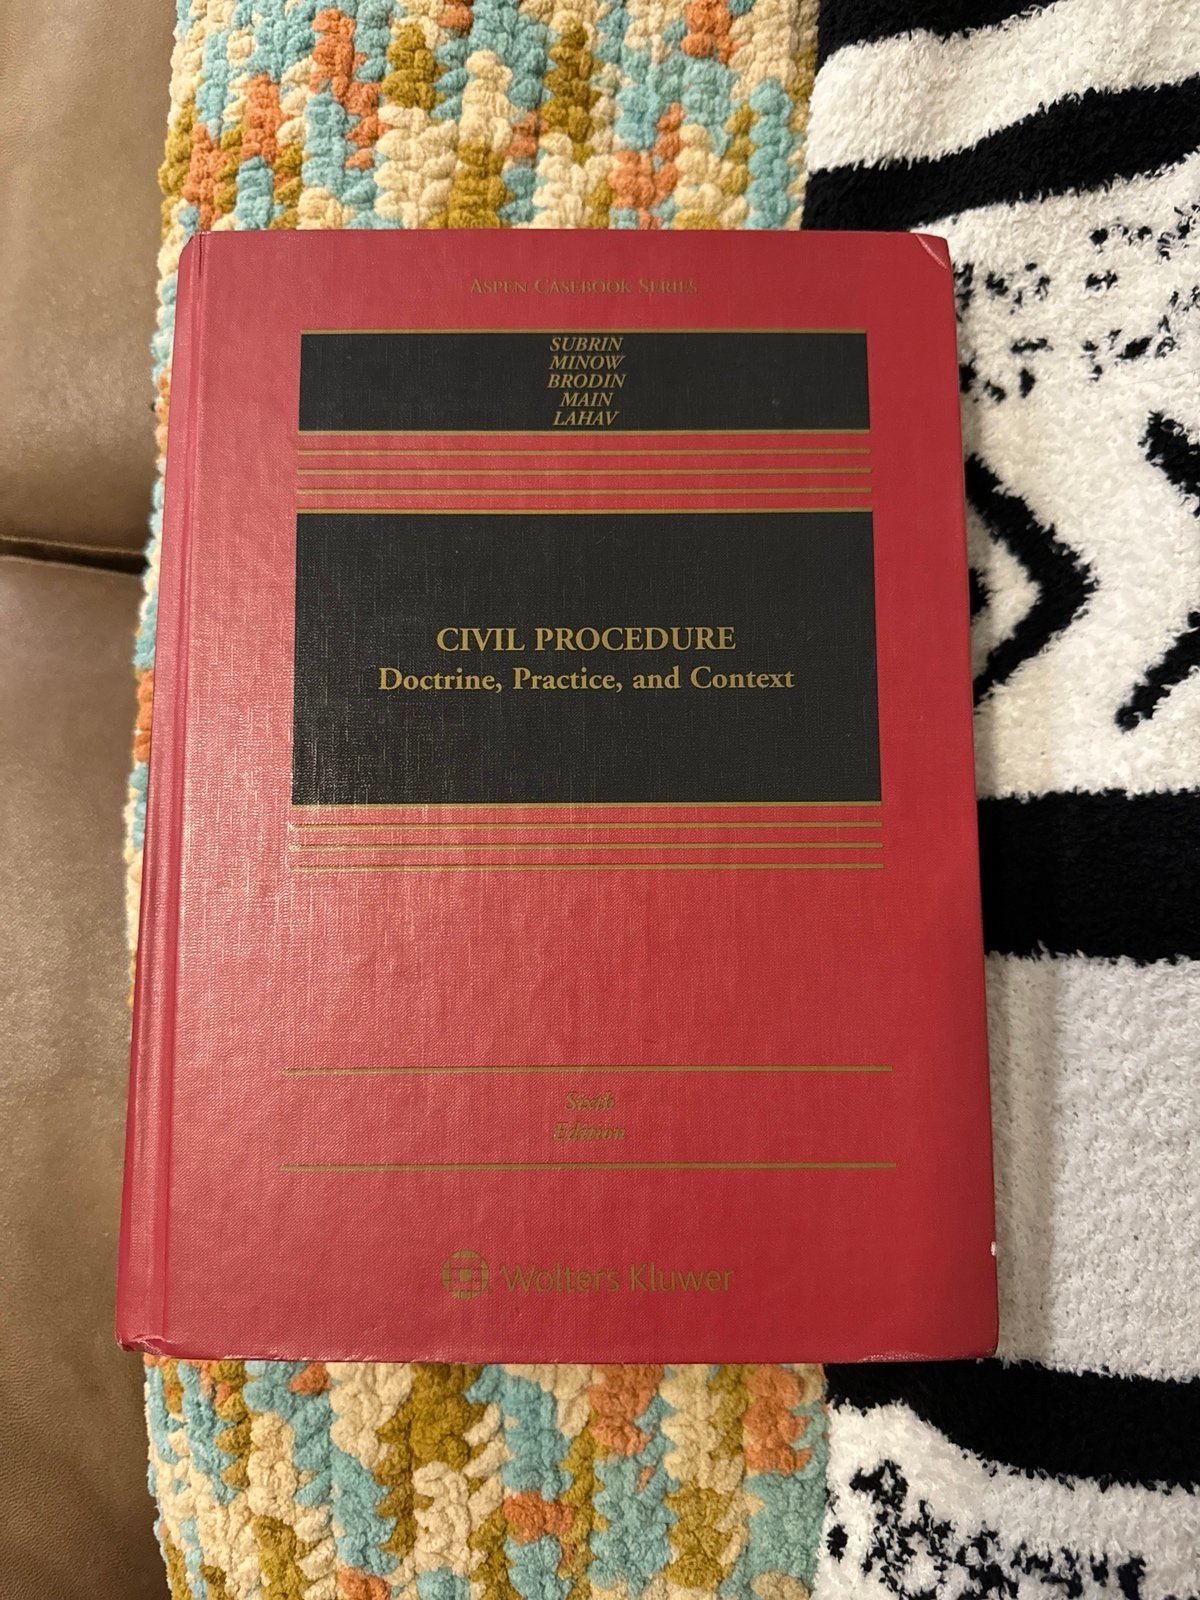 ASPEN CASEBOOK SERIES
SUBRIN
MINOW
BRODIN
MAIN
LAHAV
CIVIL PROCEDURE
Doctrine, Practice, and Context
Sixth
Edition
Wolters Kluwer